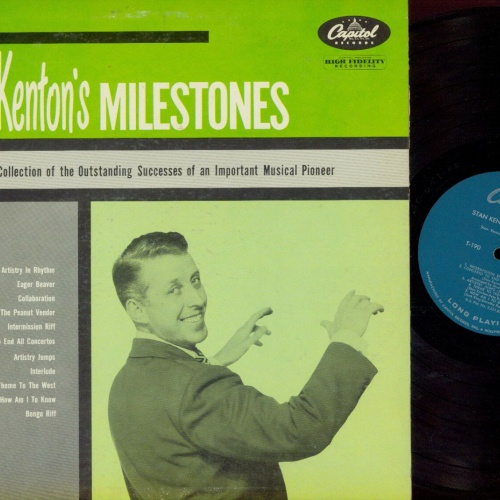 Capitol
RECORDS
HIGH FIDELITY
RECORDING
Kenton's MILESTONES
Collection of the Outstanding Successes of an Important Musical Pioneer
Artistry In Rhythm
Eager Beaver
Collaboration
The Peanut Vendor
Intermission Riff
End All Concertos
Artistry Jumps
Interlude
Theme To The West
How Am I To Know
Bongo Riff
STAN KEN
T-190
LONG PLAYI